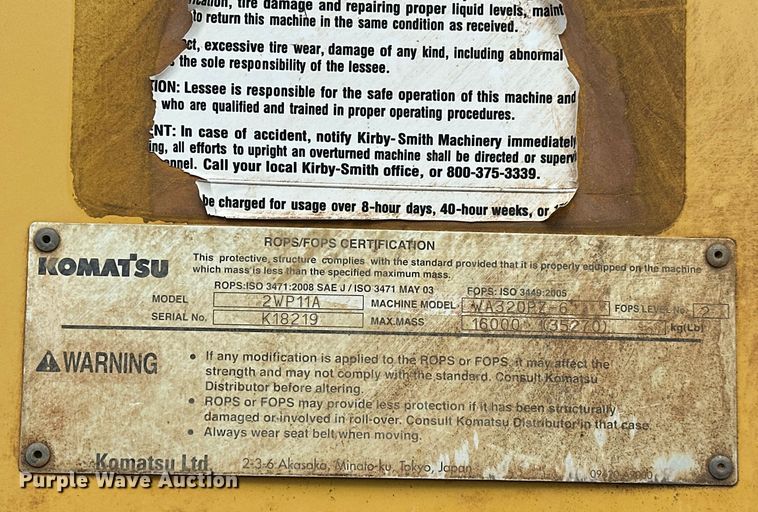 tire damage and repairing proper liquid levels,
to return this machine in the same condition as received.
ct, excessive tire wear, damage of any kind, including abnormal
the sole responsibility of the lessee.
ION: Lessee is responsible for the safe operation of this machine and
who are qualified and trained in proper operating procedures.
NT: In case of accident, notify Kirby-Smith Machinery immediately
ing, all efforts to upright an overturned machine shall be directed or superv
nnel. Call your local Kirby-Smith office, or 800-375-3339.
be charged for usage over 8-hour days, 40-hour weeks, or
ROPS/FOPS CERTIFICATION
KOMATSU
This protective structure complies with the standard provided that it is properly equipped on the machine
which mass is less than the specified maximum mass.
ROPS:ISO 3471:2008 SAE J / ISO 3471 MAY 03 FOPS: ISO 3449:2005
MODEL 2WP11A MACHINE MODEL WA320PZ-6 FOPS LEVEL No. 2
SERIAL No. K18219 MAX.MASS 16000 (35270) kg(Lb)
WARNING
• If any modification is applied to the ROPS or FOPS, it may affect the
strength and may not comply with the standard. Consult Komatsu
Distributor before altering.
• ROPS or FOPS may provide less protection if it has been structurally
damaged or involved in roll-over. Consult Komatsu Distributor in that case.
• Always wear seat belt when moving.
Komatsu Ltd. 2-3-6 Akasaka, Minato-ku, Tokyo, Japan
Purple Wave Auction